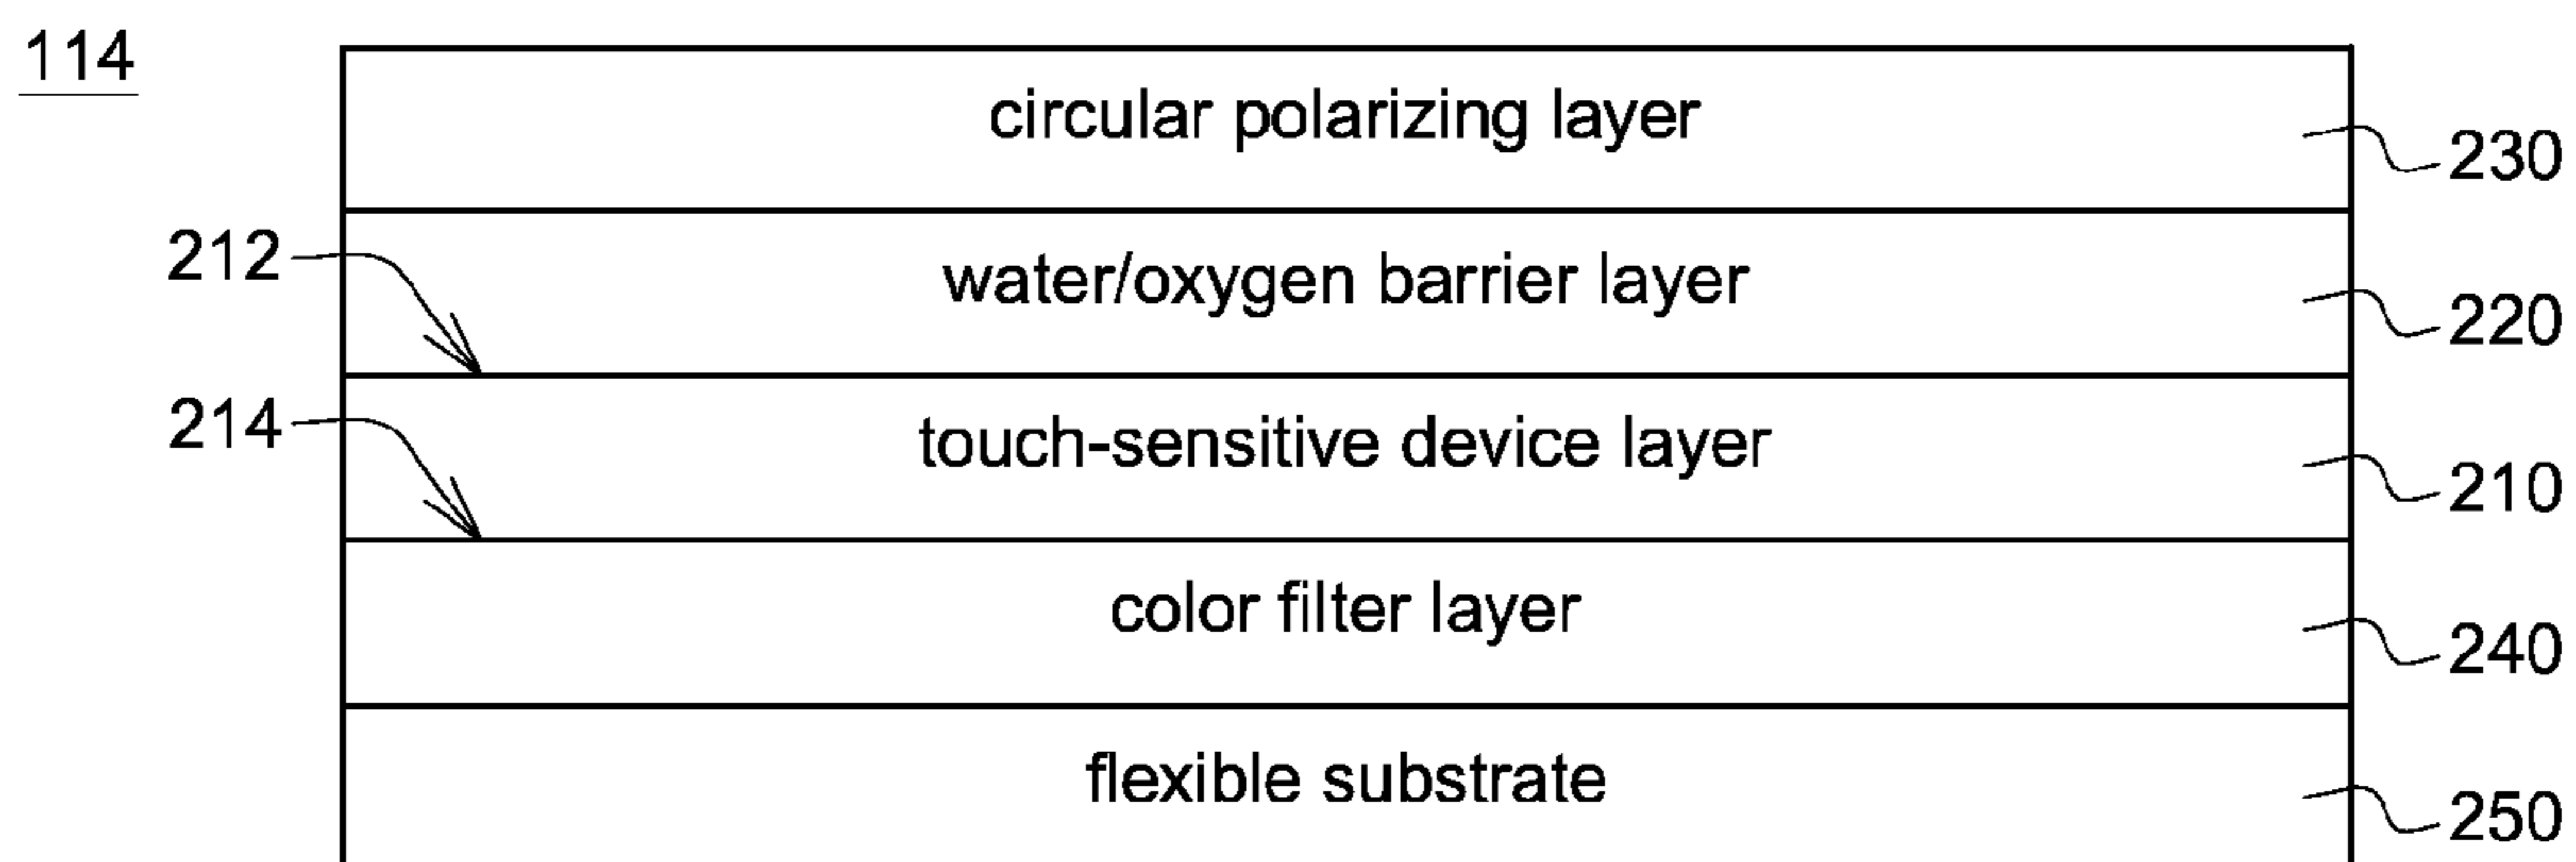 114
circular polarizing layer
230
212
water/oxygen barrier layer
220
214
touch-sensitive device layer
210
color filter layer
240
flexible substrate
250